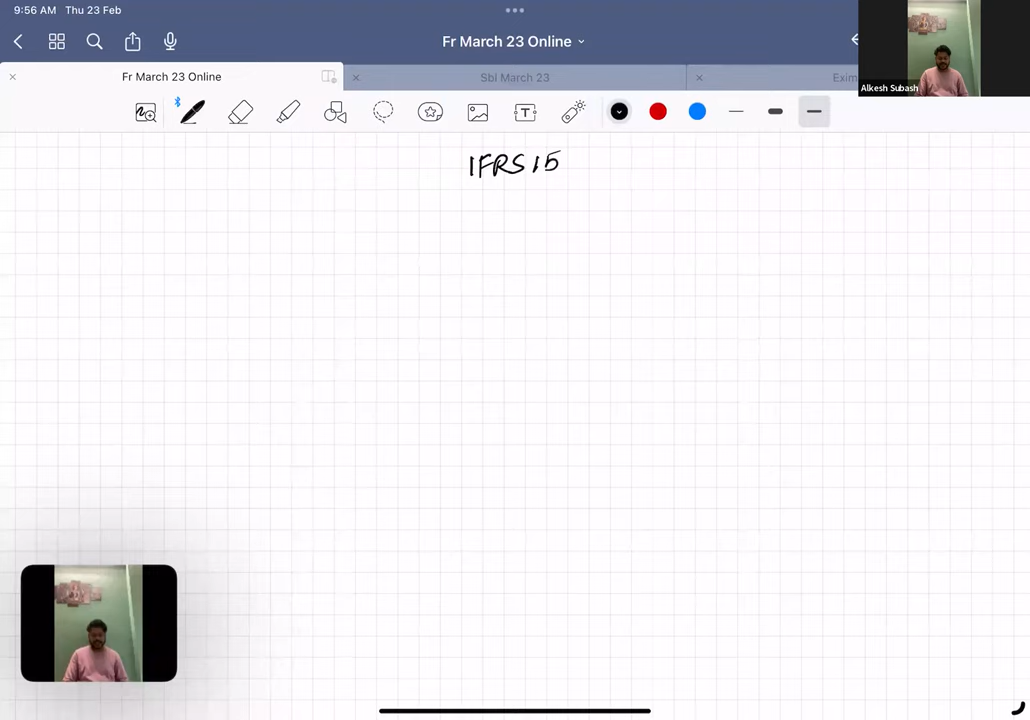 9:56 AM Thu 23 Feb
Fr March 23 Online
Fr March 23 Online
Sbl March 23
Exim
Alkesh Subash
T
IFRS 15